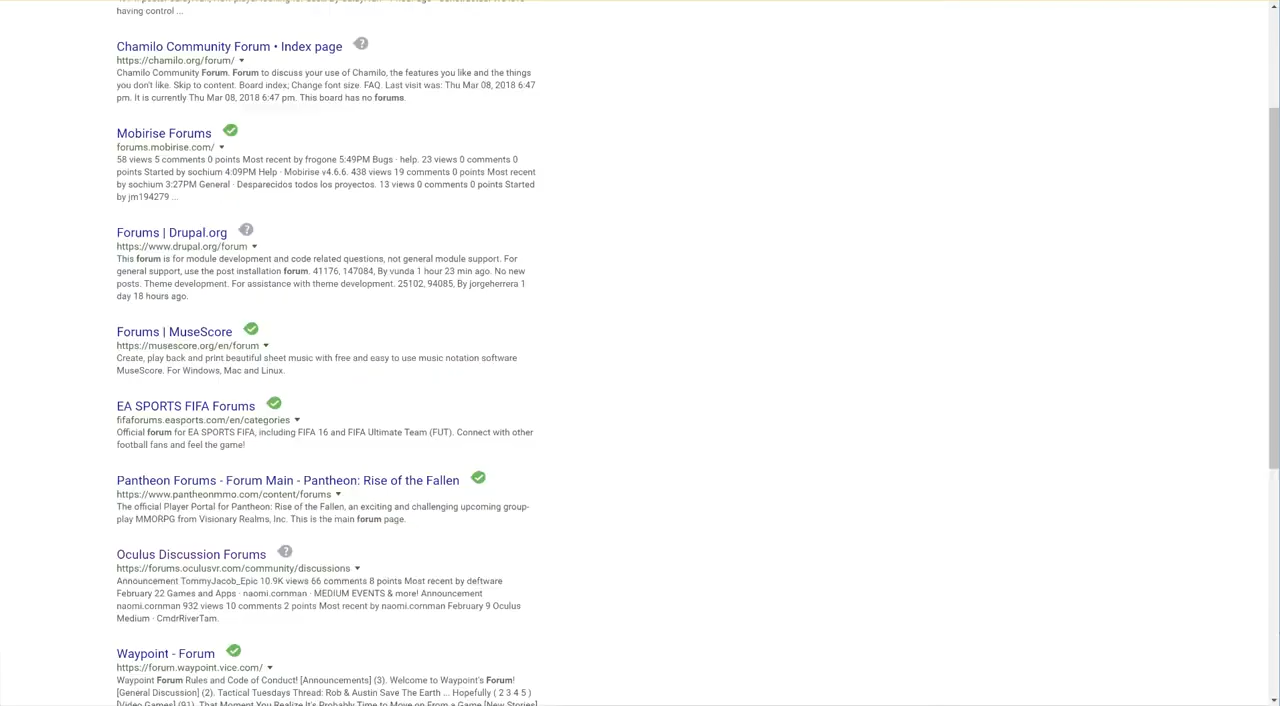 having control ...
Chamilo Community Forum • Index page
https://chamilo.org/forum/
Chamilo Community Forum. Forum to discuss your use of Chamilo, the features you like and the things
you don't like. Skip to content. Board index; Change font size. FAQ. Last visit was: Thu Mar 08, 2018 6:47
pm. It is currently Thu Mar 08, 2018 6:47 pm. This board has no forums.
Mobirise Forums
forums.mobirise.com/
58 views 5 comments 0 points Most recent by frogone 5:49PM Bugs · help. 23 views 0 comments 0
points Started by sochium 4:09PM Help · Mobirise v4.6.6. 438 views 19 comments 0 points Most recent
by sochium 3:27PM General · Desparecidos todos los proyectos. 13 views 0 comments 0 points Started
by jm194279 ...
Forums | Drupal.org
https://www.drupal.org/forum
This forum is for module development and code related questions, not general module support. For
general support, use the post installation forum. 41176, 147084, By vunda 1 hour 23 min ago. No new
posts. Theme development. For assistance with theme development. 25102, 94085, By jorgeherrera 1
day 18 hours ago.
Forums | MuseScore
https://musescore.org/en/forum
Create, play back and print beautiful sheet music with free and easy to use music notation software
MuseScore. For Windows, Mac and Linux.
EA SPORTS FIFA Forums
fifaforums.easports.com/en/categories
Official forum for EA SPORTS FIFA, including FIFA 16 and FIFA Ultimate Team (FUT). Connect with other
football fans and feel the game!
Pantheon Forums - Forum Main - Pantheon: Rise of the Fallen
https://www.pantheonmmo.com/content/forums
The official Player Portal for Pantheon: Rise of the Fallen, an exciting and challenging upcoming group-
play MMORPG from Visionary Realms, Inc. This is the main forum page.
Oculus Discussion Forums
https://forums.oculusvr.com/community/discussions
Announcement TommyJacob_Epic 10.9K views 66 comments 8 points Most recent by deftware
February 22 Games and Apps · naomi.cornman · MEDIUM EVENTS & more! Announcement
naomi.cornman 932 views 10 comments 2 points Most recent by naomi.cornman February 9 Oculus
Medium · CmdrRiverTam.
Waypoint - Forum
https://forum.waypoint.vice.com/
Waypoint Forum Rules and Code of Conduct! [Announcements] (3). Welcome to Waypoint's Forum!
[General Discussion] (2). Tactical Tuesdays Thread: Rob & Austin Save The Earth ... Hopefully ( 2 3 4 5 )
[Video Games] (91). That Moment You Realize It's Probably Time to Move on From a Game [New Stories]